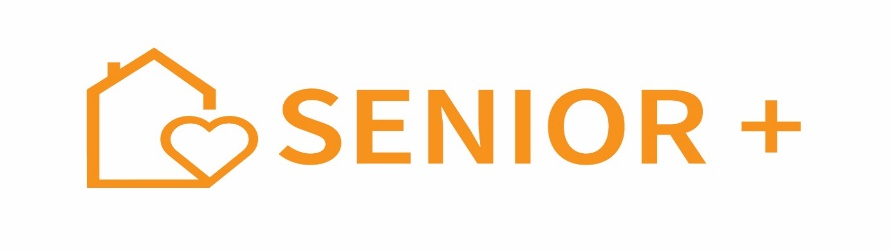 SENIOR +